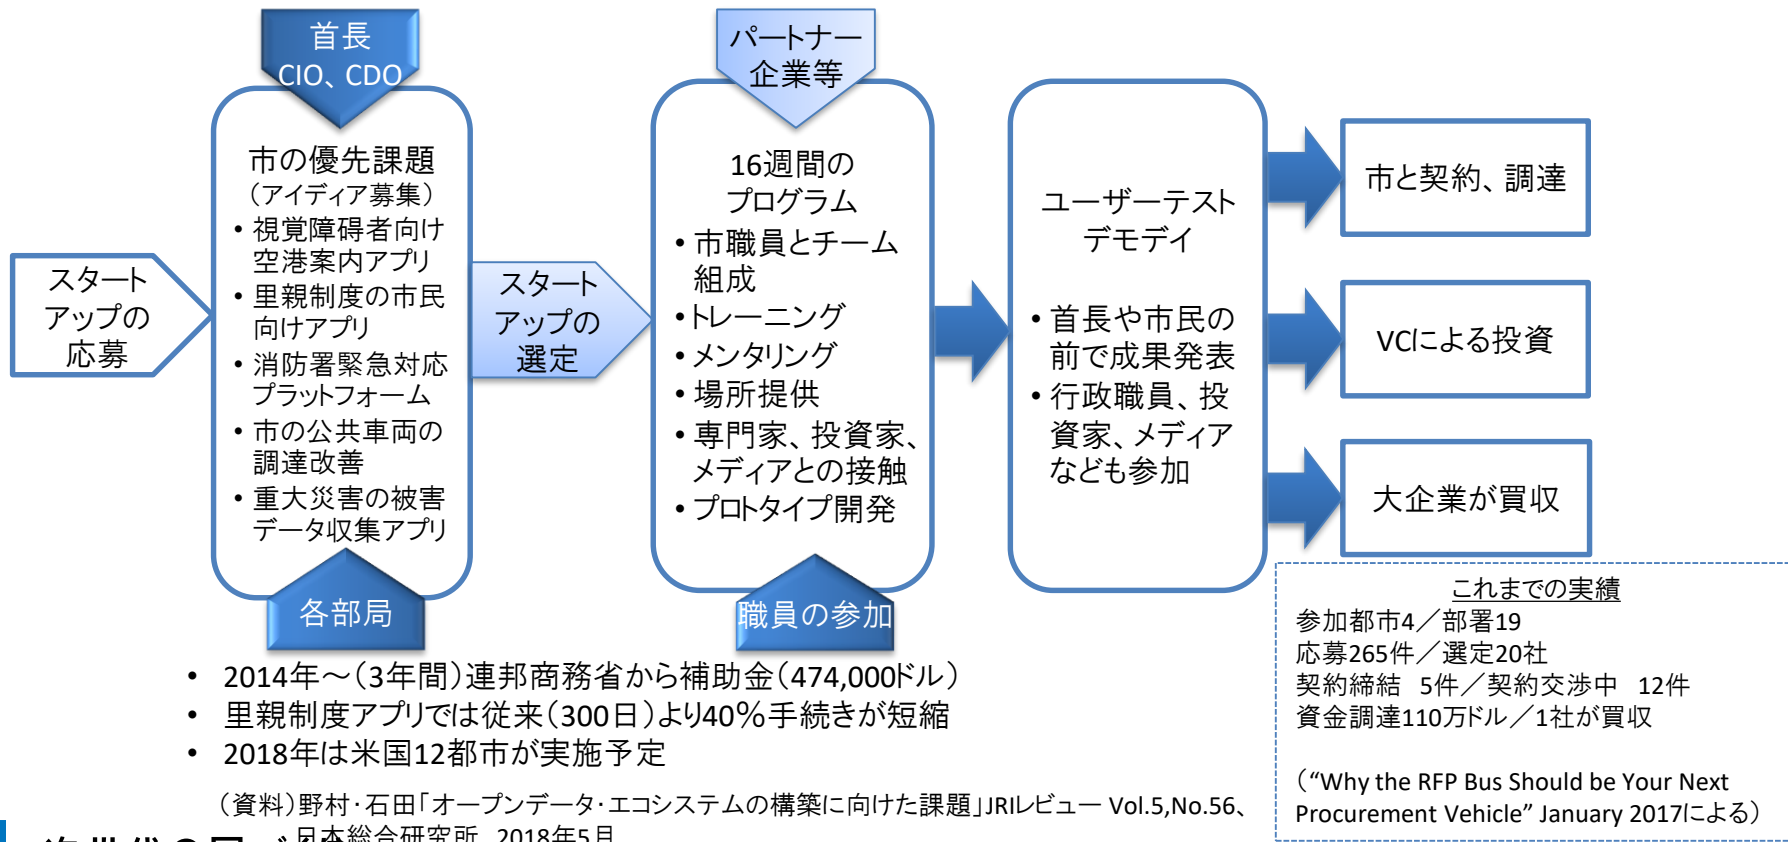 首長
CIO、CDO
パートナー
企業等
スタート
アップの
応募
市の優先課題
（アイディア募集）
• 視覚障碍者向け
空港案内アプリ
• 里親制度の市民
向けアプリ
• 消防署緊急対応
プラットフォーム
• 市の公共車両の
調達改善
• 重大災害の被害
データ収集アプリ
各部局
スタート
アップの
選定
16週間の
プログラム
• 市職員とチーム
組成
• トレーニング
• メンタリング
• 場所提供
• 専門家、投資家、
メディアとの接触
• プロトタイプ開発
職員の参加
ユーザーテスト
デモデイ
• 首長や市民の
前で成果発表
• 行政職員、投
資家、メディア
なども参加
市と契約、調達
VCによる投資
大企業が買収
これまでの実績
参加都市4／部署19
応募265件／選定20社
契約締結　5件／契約交渉中　12件
資金調達110万ドル／1社が買収
（“Why the RFP Bus Should be Your Next
Procurement Vehicle” January 2017による）
• 2014年～（3年間）連邦商務省から補助金（474,000ドル）
• 里親制度アプリでは従来（300日）より40％手続きが短縮
• 2018年は米国12都市が実施予定
（資料）野村・石田「オープンデータ・エコシステムの構築に向けた課題」JRIレビュー Vol.5,No.56、
日本総合研究所　2018年5月